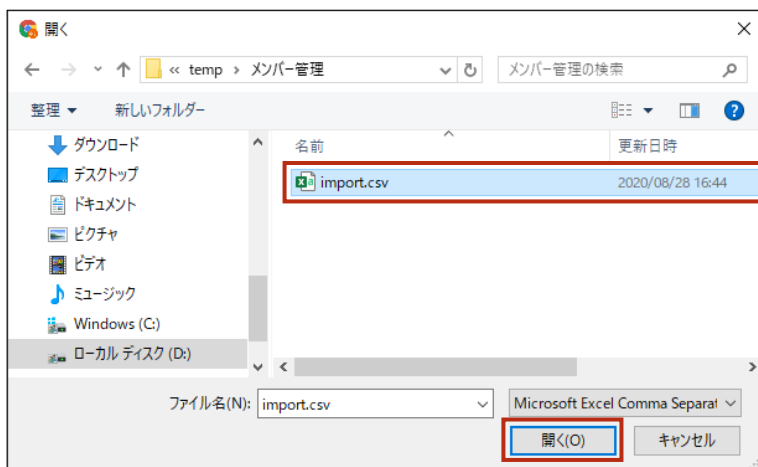 開く
« temp › メンバー管理
メンバー管理の検索
整理
新しいフォルダー
ダウンロード
デスクトップ
ドキュメント
ピクチャ
ビデオ
ミュージック
Windows (C:)
ローカル ディスク (D:)
名前
更新日時
import.csv
2020/08/28 16:44
ファイル名(N):
import.csv
Microsoft Excel Comma Separat
開く(O)
キャンセル